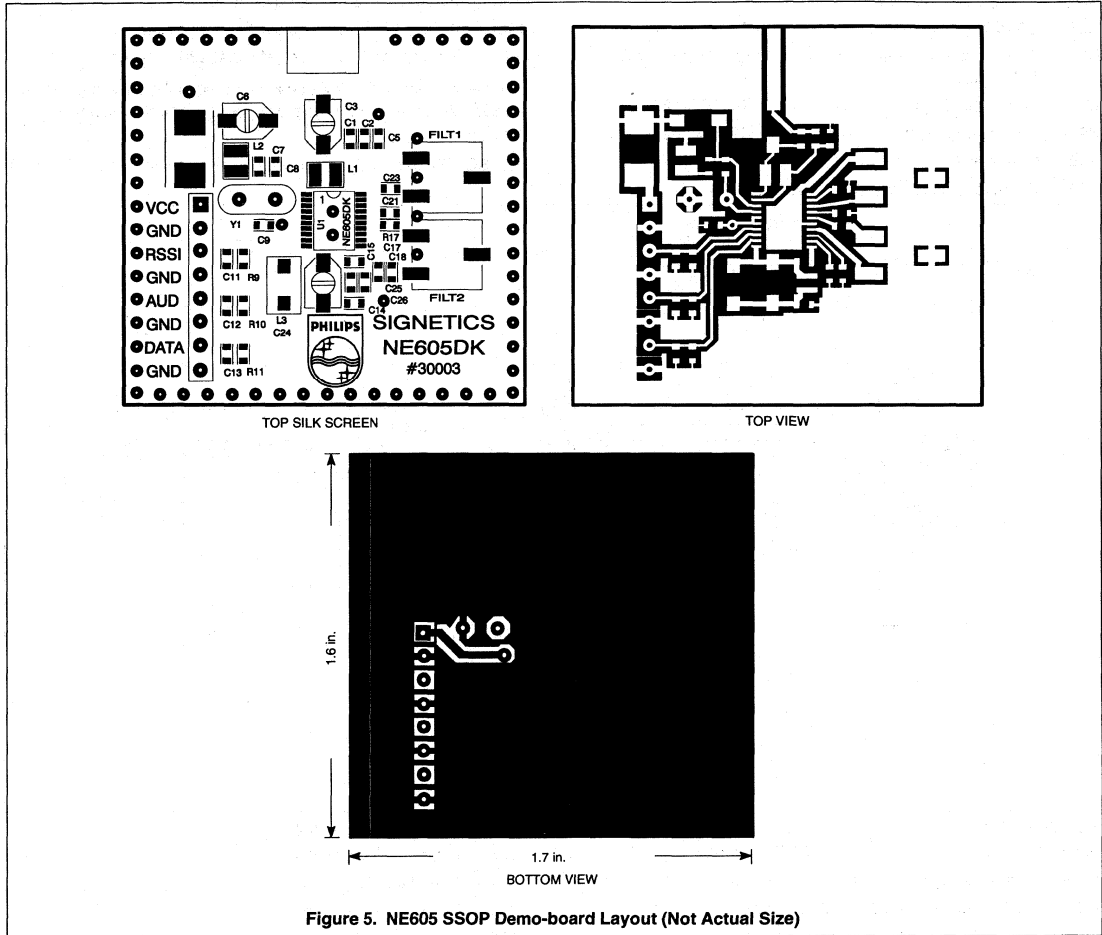 C6
C3
C1 C2 C5
FILT1
L2 C7
C8
L1
C23
C21
R17
C17
C18
VCC
GND
RSSI
GND
AUD
GND
DATA
GND
Y1
C9
1
U1
NE605DK
C15
C11 R9
C25
C26
C14
FILT2
C12 R10
L3
C24
C13 R11
PHILIPS
SIGNETICS
NE605DK
#30003
TOP SILK SCREEN
TOP VIEW
1.6 in.
1.7 in.
BOTTOM VIEW
Figure 5. NE605 SSOP Demo-board Layout (Not Actual Size)